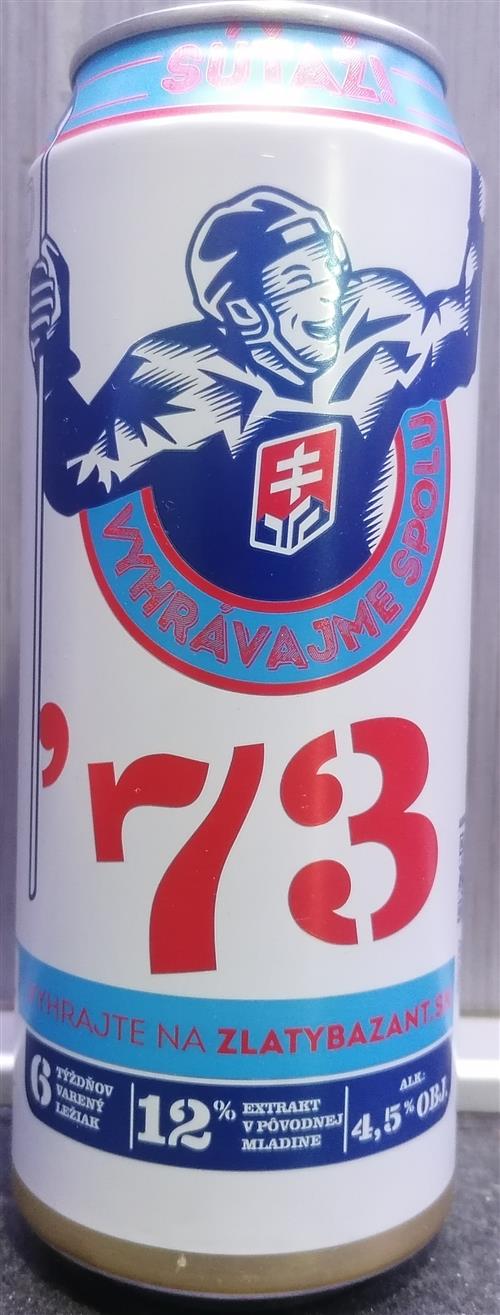 SÚŤAŽ!
VYHRÁVAJME SPOLU
'73
VYHRAJTE NA ZLATYBAZANT.SK
6 TÝŽDŇOV
VARENÝ
LEŽIAK
12% EXTRAKT
V PÔVODNEJ
MLADINE
ALK.:
4,5% OBJ.